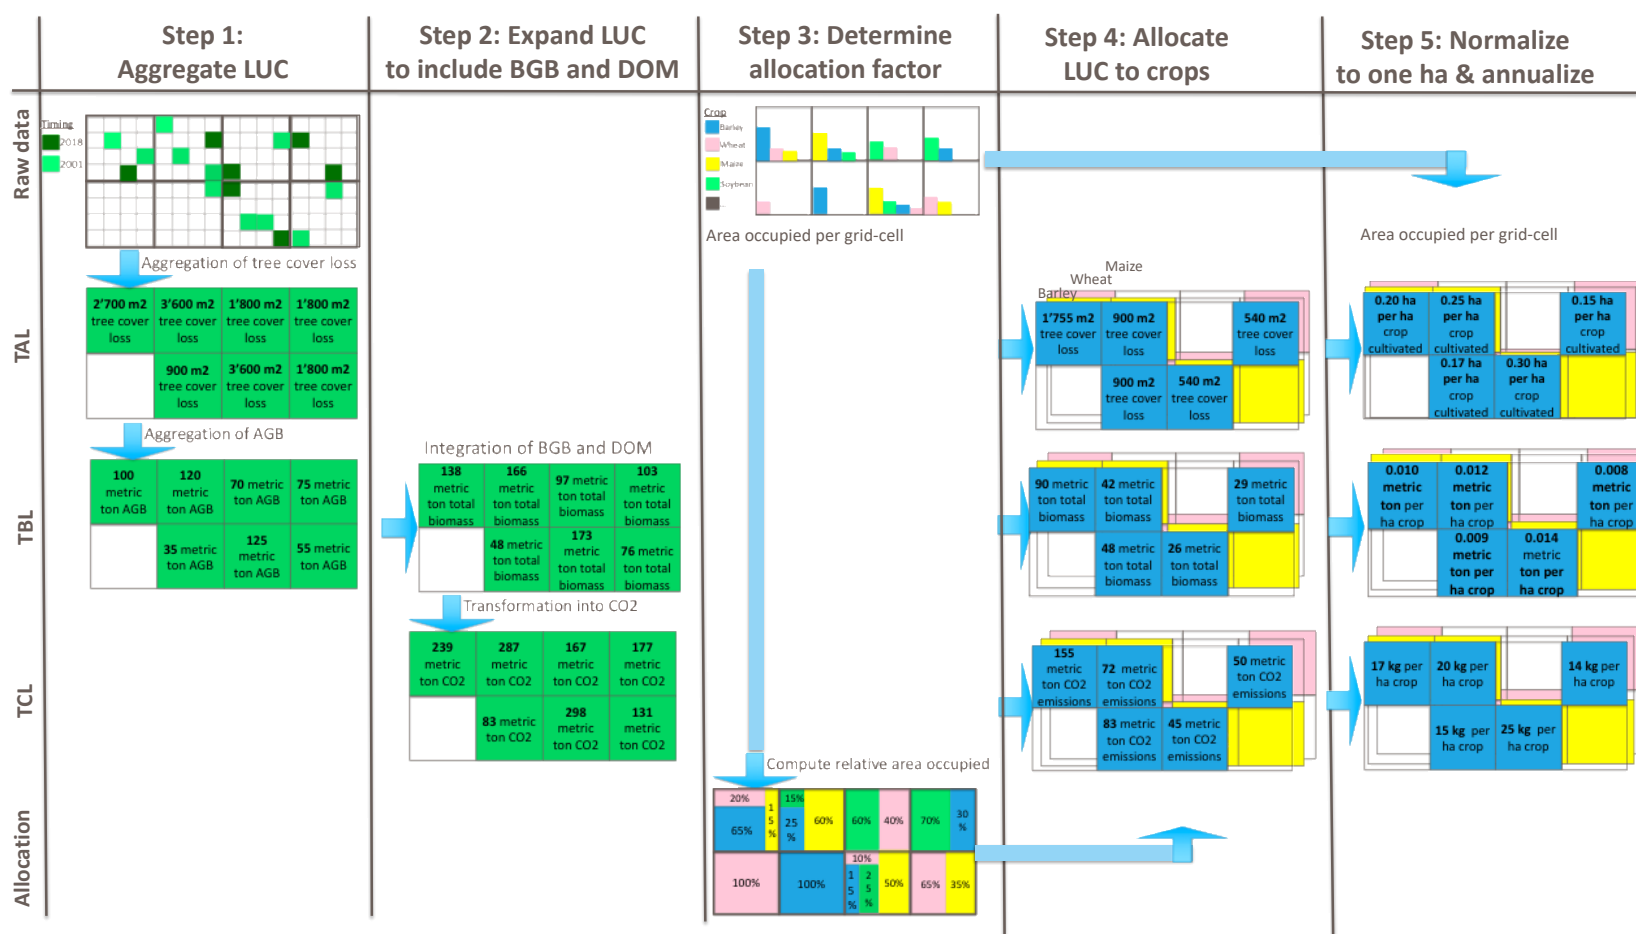 Step 1:
Aggregate LUC
Step 2: Expand LUC
to include BGB and DOM
Step 3: Determine
allocation factor
Step 4: Allocate
LUC to crops
Step 5: Normalize
to one ha & annualize
Raw data
Timing
2018
2001
Aggregation of tree cover loss
Crop
Barley
Wheat
Maize
Soybean
Area occupied per grid-cell
Area occupied per grid-cell
TAL
2'700 m2
tree cover
loss
3'600 m2
tree cover
loss
1'800 m2
tree cover
loss
1'800 m2
tree cover
loss
900 m2
tree cover
loss
3'600 m2
tree cover
loss
1'800 m2
tree cover
loss
Maize
Wheat
Barley
1'755 m2
tree cover
loss
900 m2
tree cover
loss
540 m2
tree cover
loss
900 m2
tree cover
loss
540 m2
tree cover
loss
0.20 ha
per ha
crop
cultivated
0.25 ha
per ha
crop
cultivated
0.15 ha
per ha
crop
cultivated
0.17 ha
per ha
crop
cultivated
0.30 ha
per ha
crop
cultivated
Aggregation of AGB
TBL
100
metric
ton AGB
120
metric
ton AGB
70 metric
ton AGB
75 metric
ton AGB
35 metric
ton AGB
125
metric
ton AGB
55 metric
ton AGB
Integration of BGB and DOM
138
metric
ton total
biomass
166
metric
ton total
biomass
97 metric
ton total
biomass
103
metric
ton total
biomass
48 metric
ton total
biomass
173
metric
ton total
biomass
76 metric
ton total
biomass
90 metric
ton total
biomass
42 metric
ton total
biomass
29 metric
ton total
biomass
48 metric
ton total
biomass
26 metric
ton total
biomass
0.010
metric
ton per
ha crop
0.012
metric
ton per
ha crop
0.008
metric
ton per
ha crop
0.009
metric
ton per
ha crop
0.014
metric
ton per
ha crop
Transformation into CO2
TCL
239
metric
ton CO2
287
metric
ton CO2
167
metric
ton CO2
177
metric
ton CO2
83 metric
ton CO2
298
metric
ton CO2
131
metric
ton CO2
155
metric
ton CO2
emissions
72 metric
ton CO2
emissions
50 metric
ton CO2
emissions
83 metric
ton CO2
emissions
45 metric
ton CO2
emissions
17 kg per
ha crop
20 kg per
ha crop
14 kg per
ha crop
15 kg per
ha crop
25 kg per
ha crop
Compute relative area occupied
Allocation
20%
65%
15%
15%
25%
60%
60%
40%
70%
30%
100%
100%
10%
15%
25%
50%
65%
35%